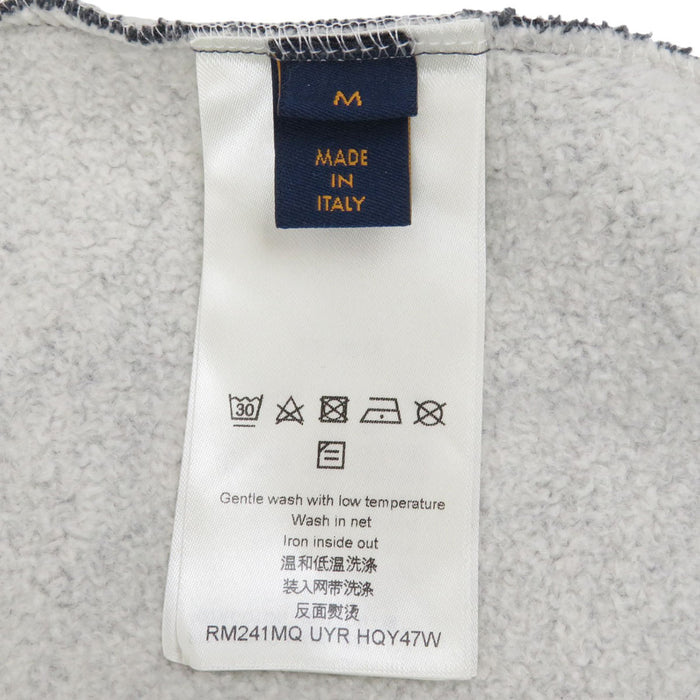 M
MADE
IN
ITALY
30
Gentle wash with low temperature
Wash in net
Iron inside out
温和低温洗涤
装入网带洗涤
反面熨烫
RM241MQ UYR HQY47W